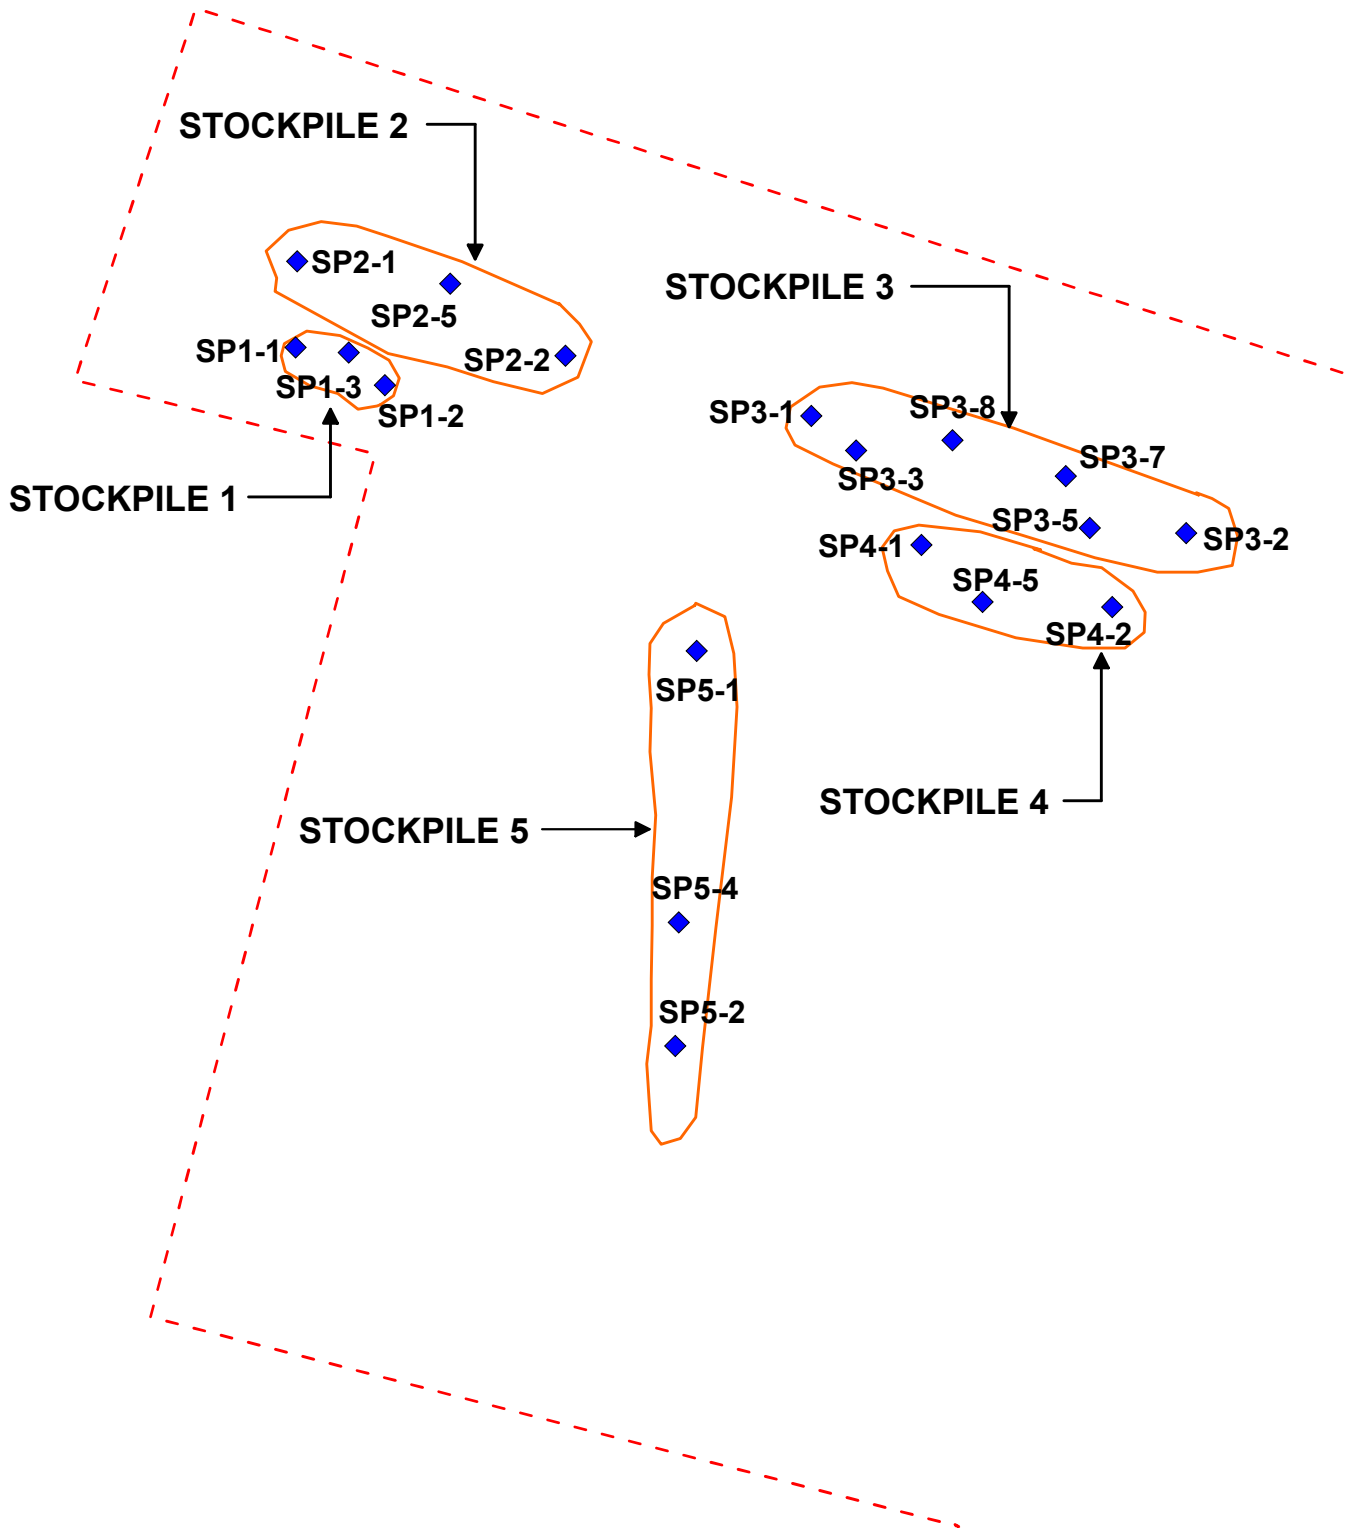 STOCKPILE 2
SP2-1
SP2-5
SP2-2
STOCKPILE 3
SP1-1
SP1-3
SP1-2
STOCKPILE 1
SP3-1
SP3-8
SP3-7
SP3-3
SP3-5
SP3-2
SP4-1
SP4-5
SP4-2
SP5-1
STOCKPILE 4
STOCKPILE 5
SP5-4
SP5-2